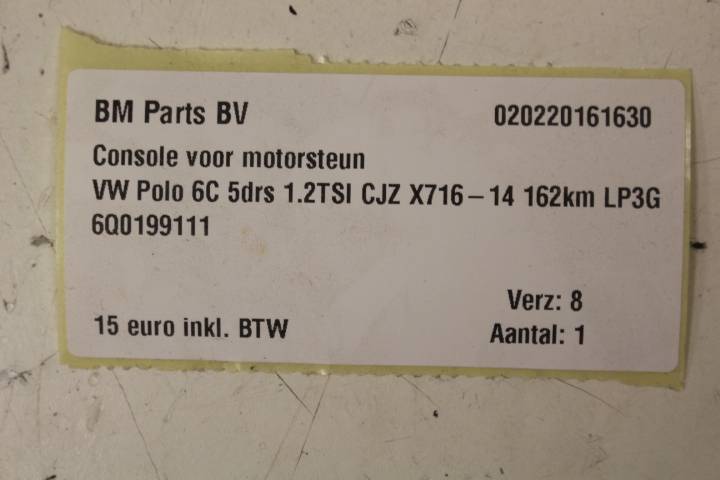 BM Parts BV 020220161630
Console voor motorsteun
VW Polo 6C 5drs 1.2TSI CJZ X716-14 162km LP3G
6Q0199111
Verz: 8
15 euro inkl. BTW Aantal: 1